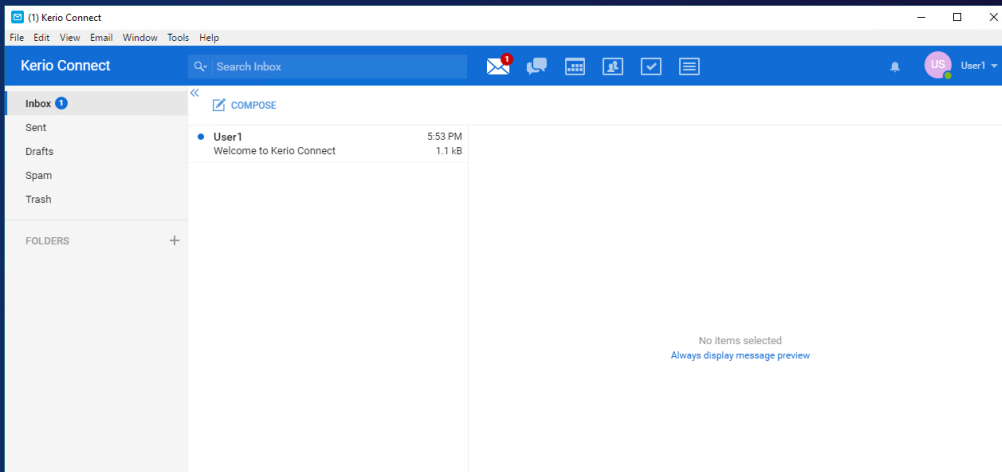 (1) Kerio Connect
File Edit View Email Window Tools Help
Kerio Connect
Search Inbox
1
US
User1
Inbox 1
Sent
Drafts
Spam
Trash
FOLDERS
COMPOSE
User1 5:53 PM
Welcome to Kerio Connect 1.1 kB
No items selected
Always display message preview